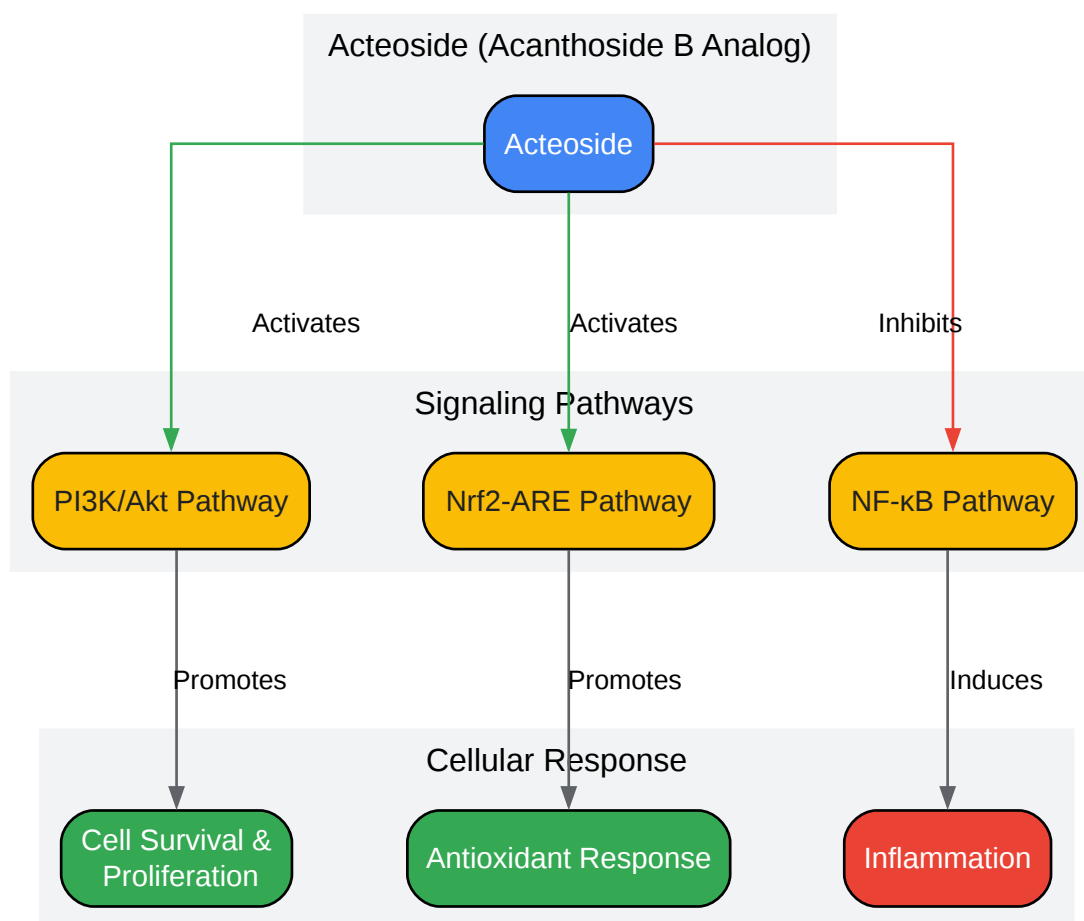 Acteoside (Acanthoside B Analog)
Acteoside
Activates
Activates
Inhibits
Signaling Pathways
PI3K/Akt Pathway
Nrf2-ARE Pathway
NF-κB Pathway
Promotes
Promotes
Induces
Cellular Response
Cell Survival &
Proliferation
Antioxidant Response
Inflammation